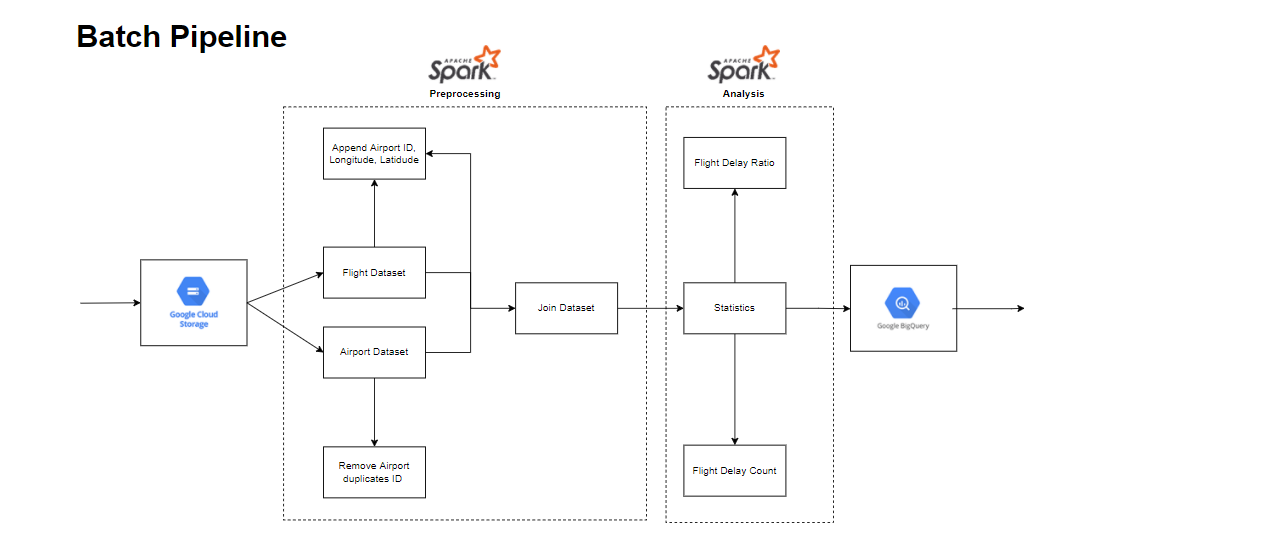 Batch Pipeline
APACHE
Spark
Preprocessing
APACHE
Spark
Analysis
Append Airport ID,
Longitude, Latidude
Flight Delay Ratio
Flight Dataset
Google Cloud
Storage
Join Dataset
Statistics
Google BigQuery
Airport Dataset
Remove Airport
duplicates ID
Flight Delay Count